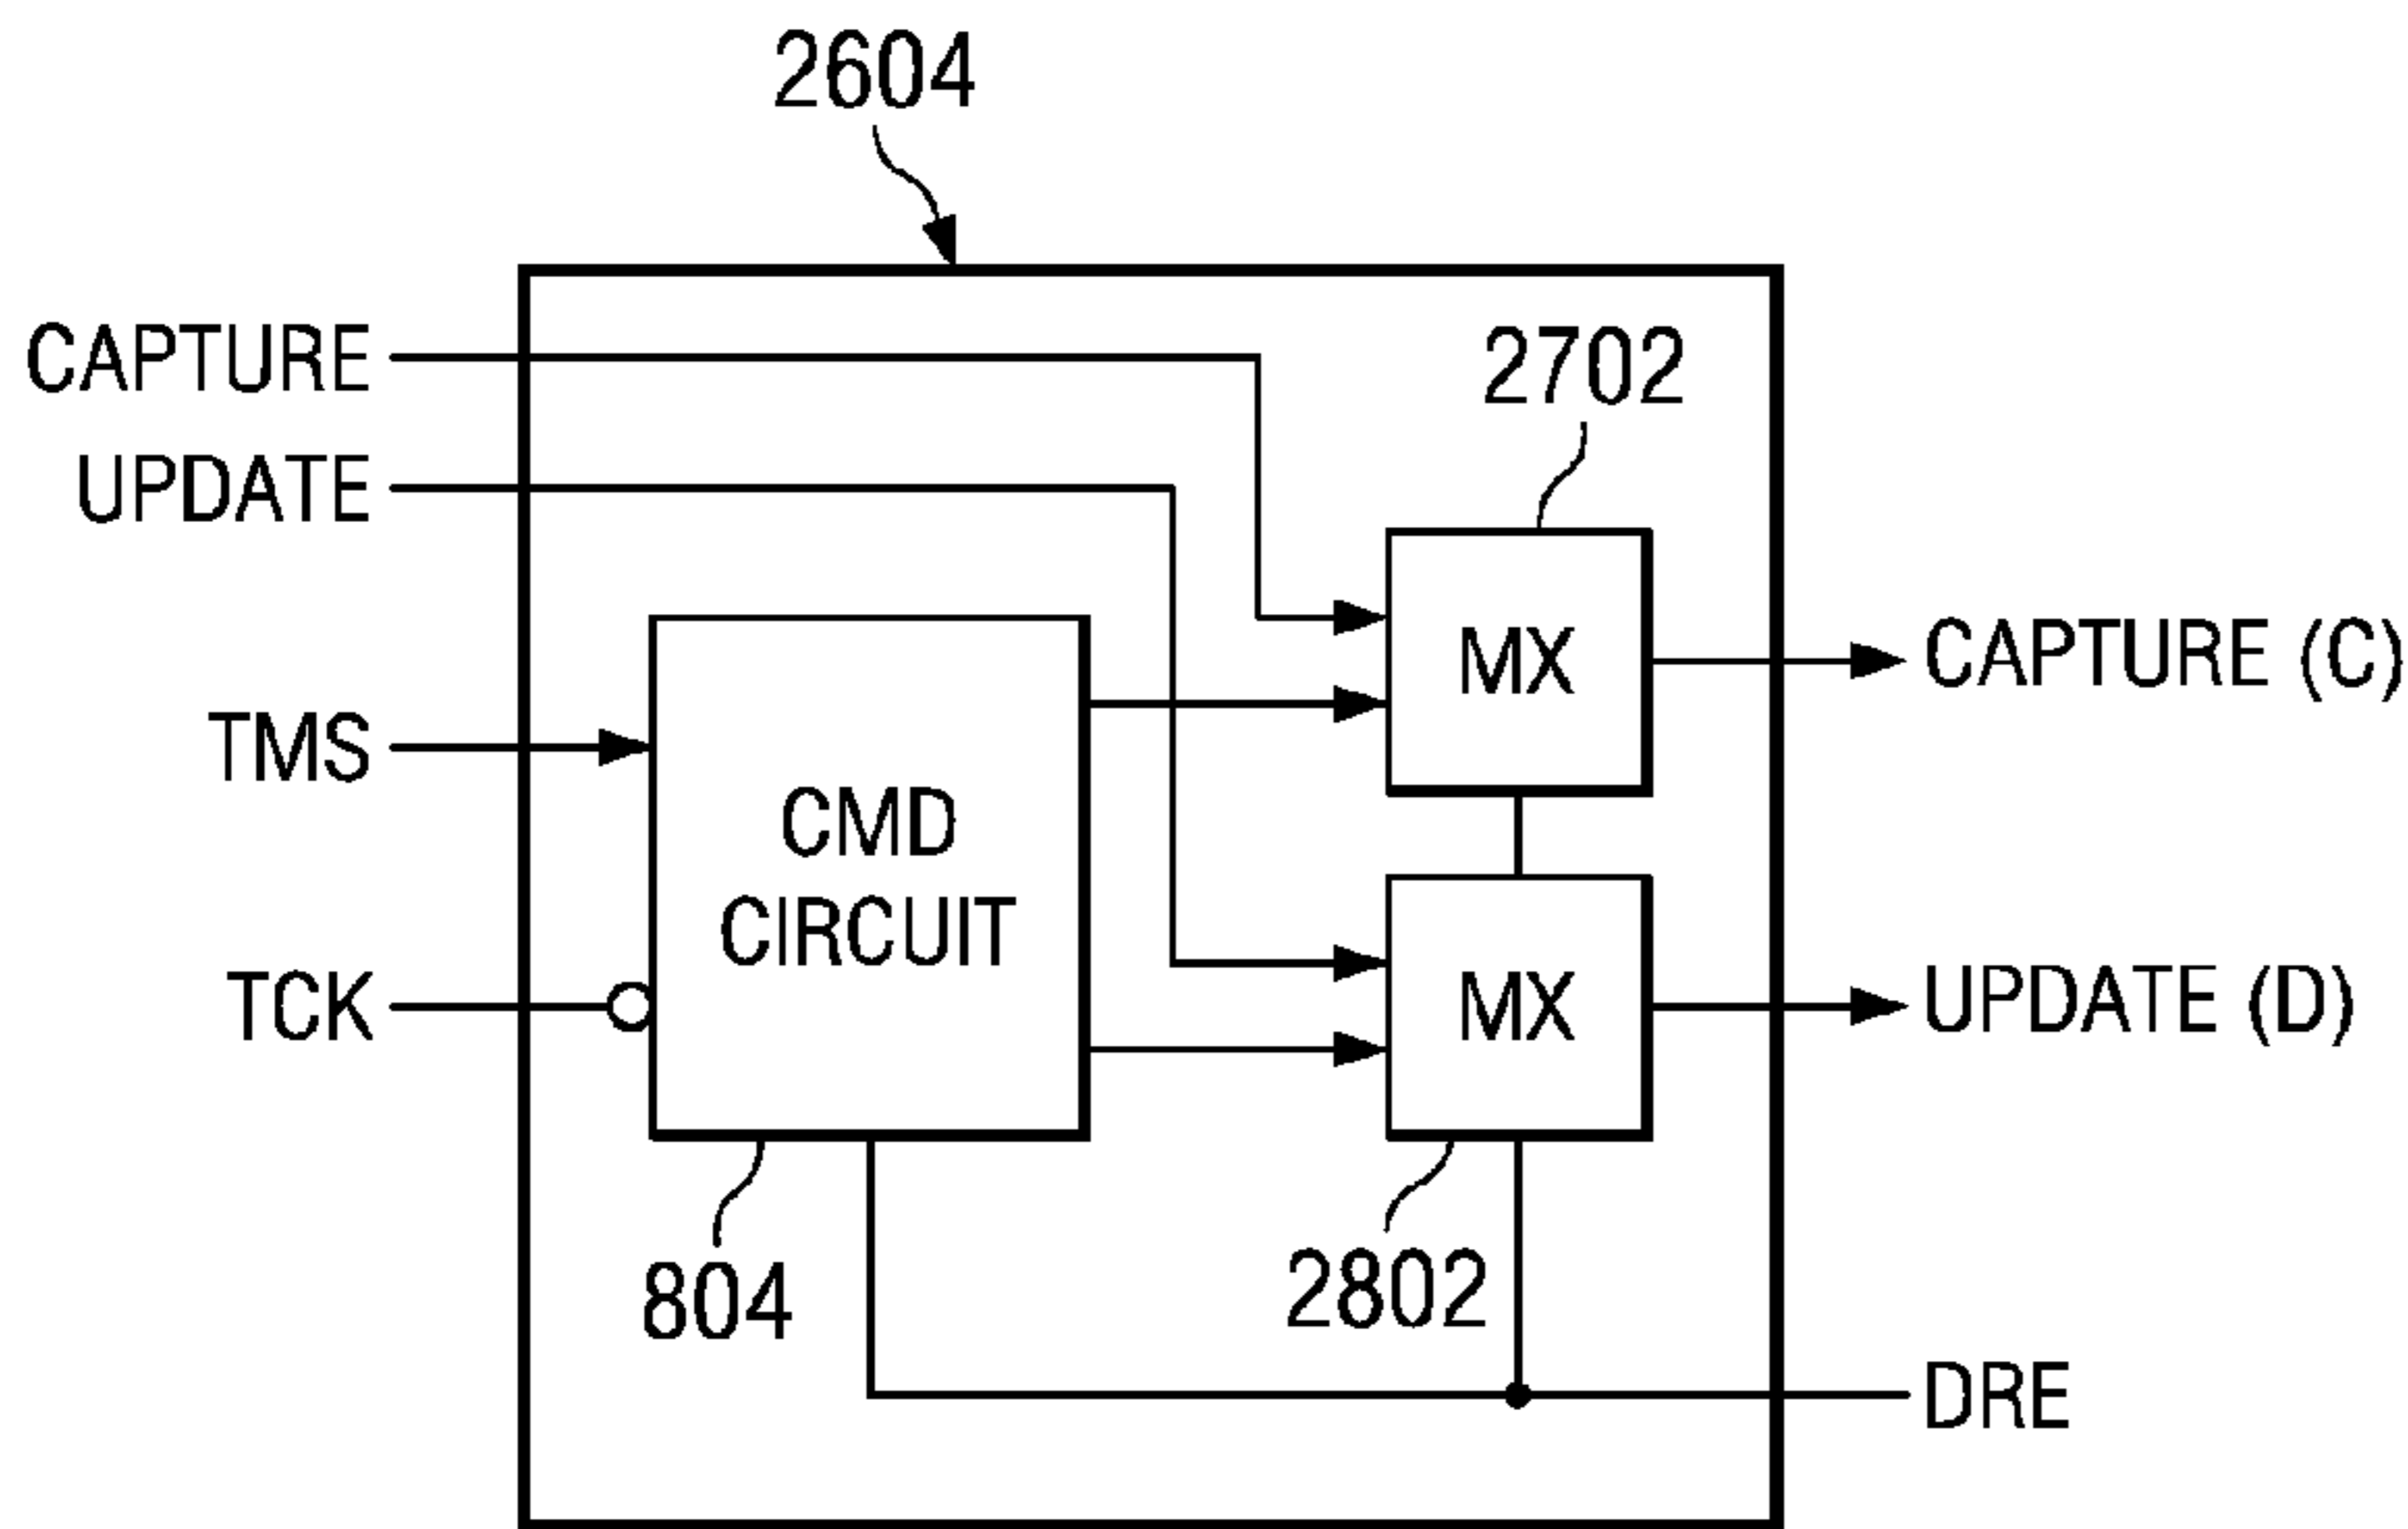 2604
CAPTURE
2702
UPDATE
MX
CAPTURE (C)
TMS
CMD
CIRCUIT
TCK
MX
UPDATE (D)
804
2802
DRE